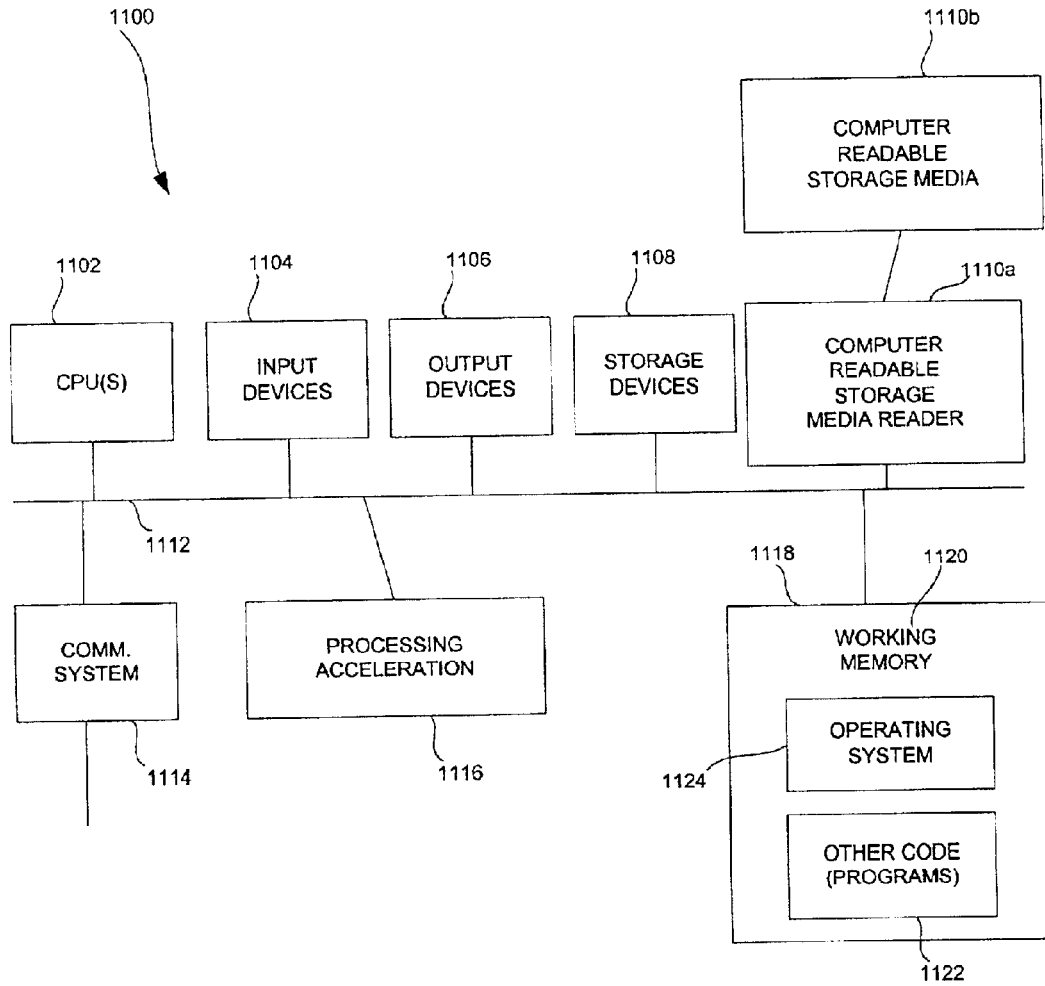 1100
1110b
COMPUTER
READABLE
STORAGE MEDIA
1102
1104
1106
1108
1110a
CPU(S)
INPUT
DEVICES
OUTPUT
DEVICES
STORAGE
DEVICES
COMPUTER
READABLE
STORAGE
MEDIA READER
1112
1118
1120
COMM.
SYSTEM
PROCESSING
ACCELERATION
WORKING
MEMORY
OPERATING
SYSTEM
1114
1116
1124
OTHER CODE
(PROGRAMS)
1122